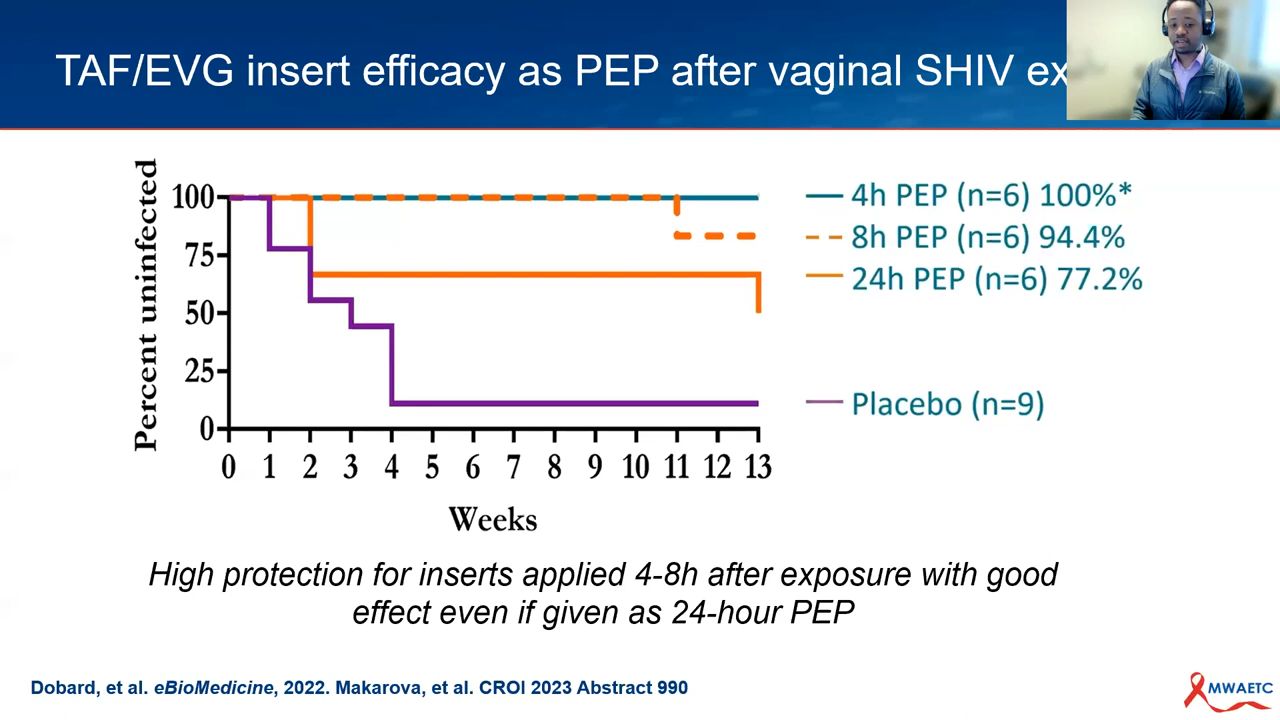 TAF/EVG insert efficacy as PEP after vaginal SHIV
Percent uninfected
100
75
50
25
0
0 1 2 3 4 5 6 7 8 9 10 11 12 13
Weeks
4h PEP (n=6) 100%*
8h PEP (n=6) 94.4%
24h PEP (n=6) 77.2%
Placebo (n=9)
High protection for inserts applied 4-8h after exposure with good
effect even if given as 24-hour PEP
Dobard, et al. eBioMedicine, 2022. Makarova, et al. CROI 2023 Abstract 990
MWAETC